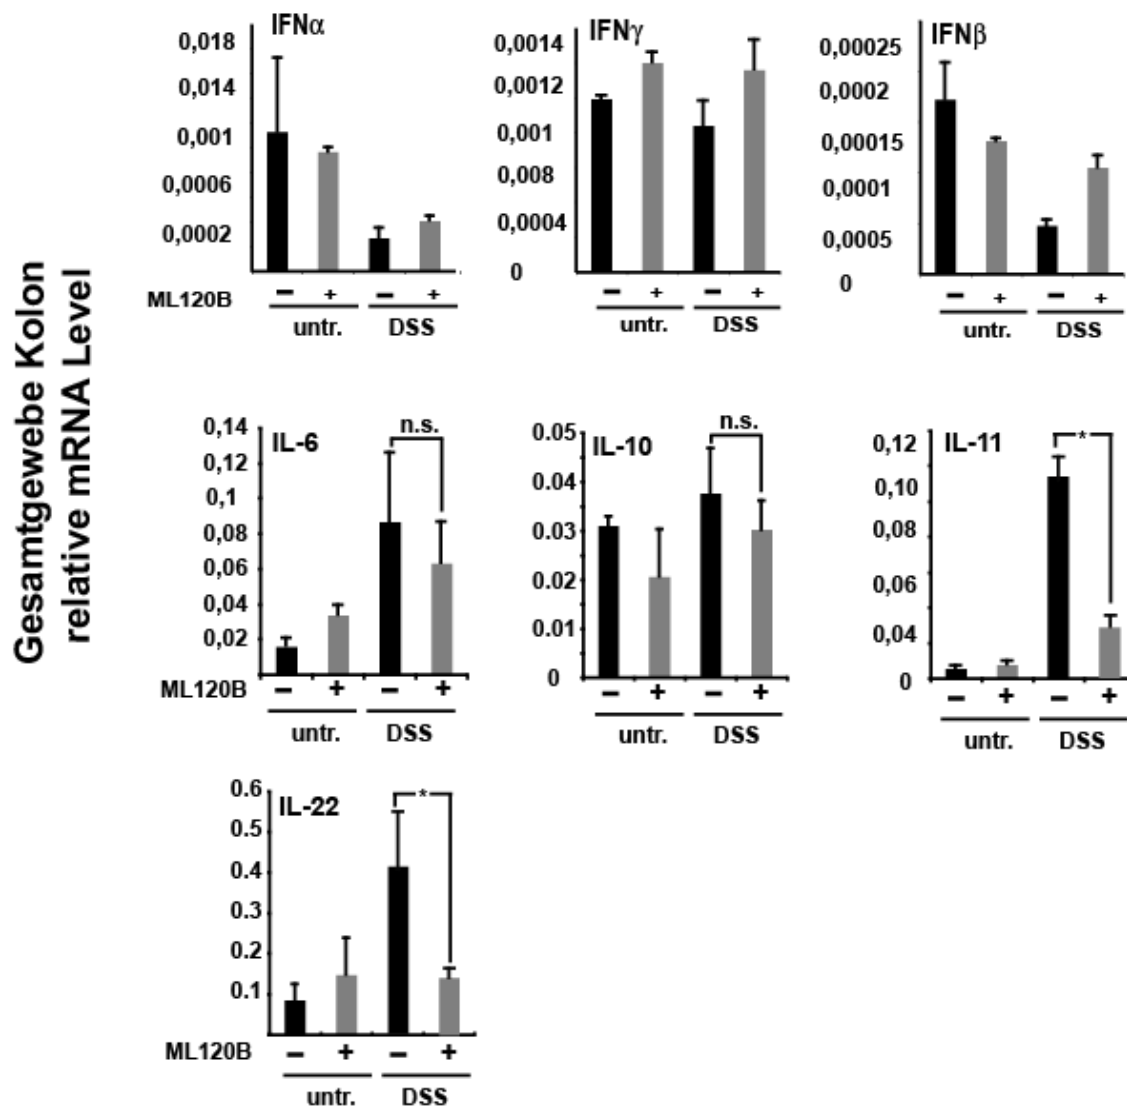 Gesamtgewebe Kolon
relative mRNA Level
IFNα
0,018
0,014
0,001
0,0006
0,0002
ML120B − + − +
untr. DSS
IFNγ
0,0014
0,0012
0,001
0,008
0,0004
0
− + − +
untr. DSS
IFNβ
0,00025
0,0002
0,00015
0,0001
0,00005
0
− + − +
untr. DSS
IL-6
n.s.
0,14
0,12
0,1
0,08
0,06
0,04
0,02
ML120B − + − +
untr. DSS
IL-10
n.s.
0.05
0.04
0.03
0.02
0.01
0
− + − +
untr. DSS
IL-11
*
0,12
0,10
0,08
0,06
0,04
0
− + − +
untr. DSS
IL-22
*
0.6
0.5
0.4
0.3
0.2
0.1
ML120B − + − +
untr. DSS